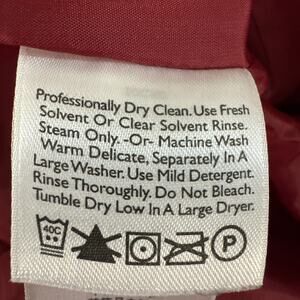 Professionally Dry Clean. Use Fresh
Solvent Or Clear Solvent Rinse.
Steam Only. -Or- Machine Wash
Warm Delicate, Separately In A
Large Washer. Use Mild Detergent.
Rinse Thoroughly. Do Not Bleach.
Tumble Dry Low In A Large Dryer.
40C P